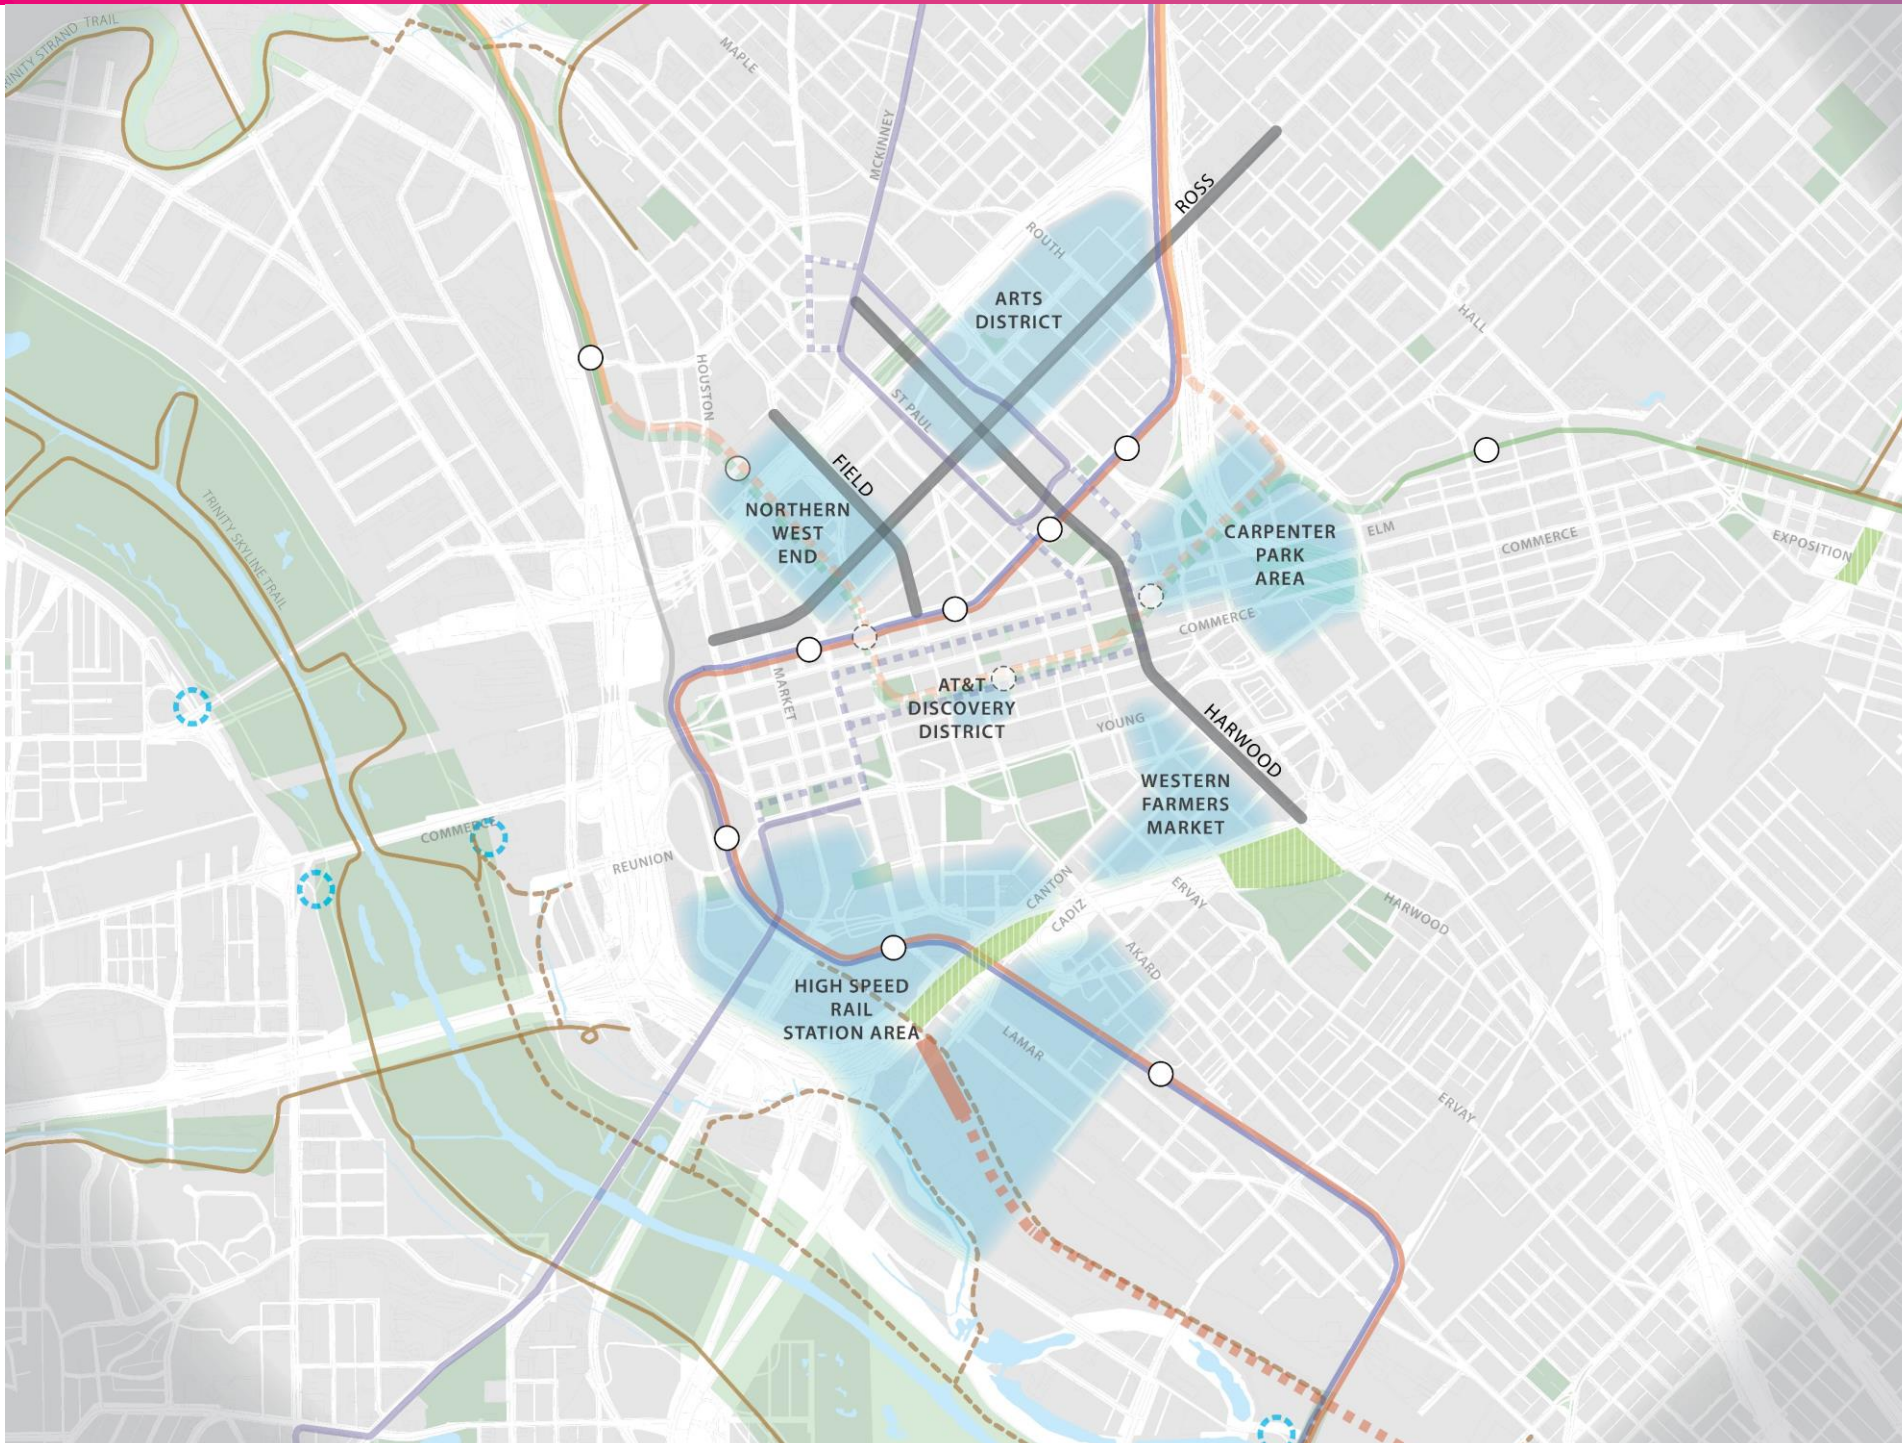 TRINITY STRAND TRAIL
MAPLE
MCKINNEY
ROSS
ROUTH
ARTS
DISTRICT
HALL
HOUSTON
ST PAUL
FIELD
NORTHERN
WEST
END
CARPENTER
PARK
AREA
ELM
COMMERCE
EXPOSITION
TRINITY SKYLINE TRAIL
COMMERCE
MARKET
AT&T
DISCOVERY
DISTRICT
YOUNG
HARWOOD
WESTERN
FARMERS
MARKET
COMMERCE
REUNION
CANTON
CADIZ
ERVAY
HARWOOD
AKARD
HIGH SPEED
RAIL
STATION AREA
LAMAR
ERVAY